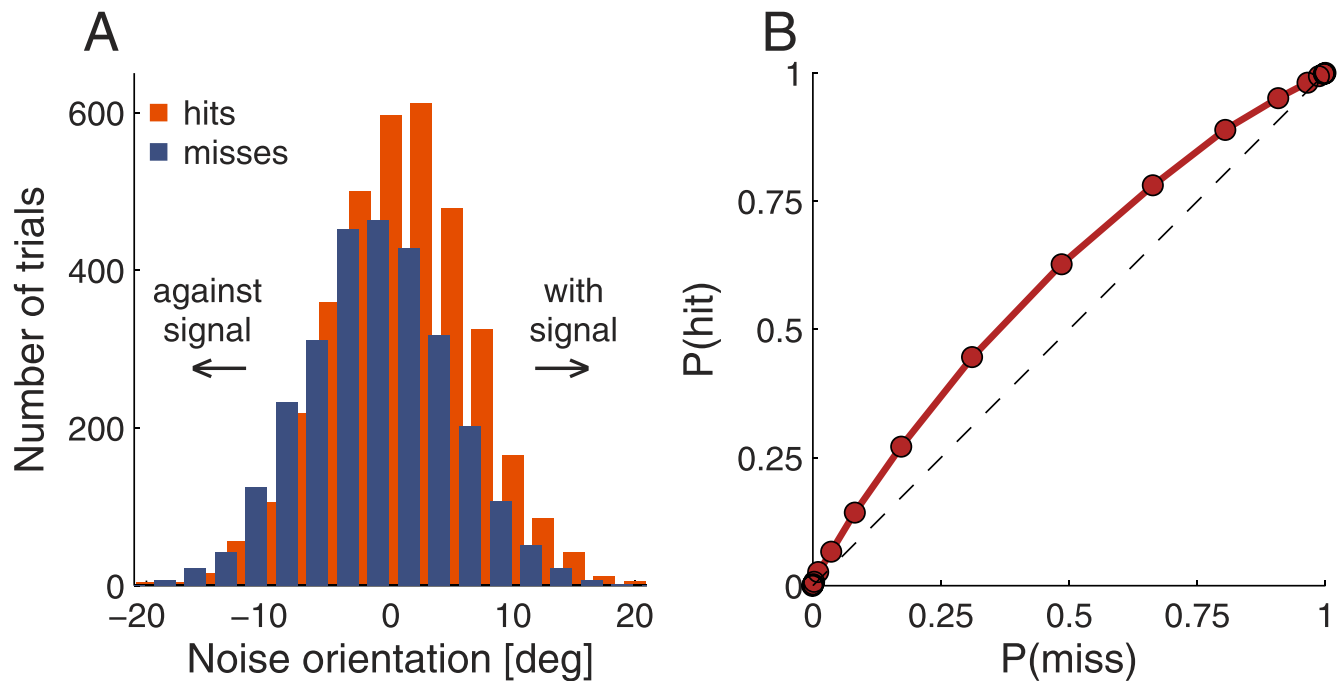 A
hits
misses
Number of trials
600
400
200
0
against
signal
with
signal
−20
−10
0
10
20
Noise orientation [deg]
B
P(hit)
1
0.75
0.5
0.25
0
0
0.25
0.5
0.75
1
P(miss)